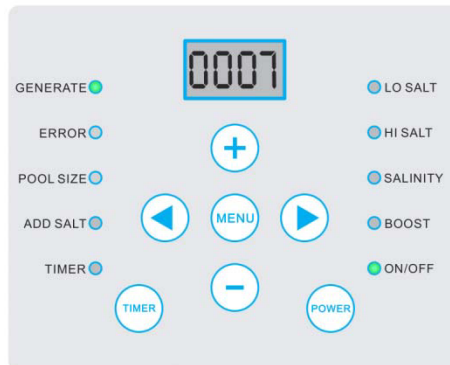 0007
GENERATE
LO SALT
ERROR
HI SALT
+
POOL SIZE
SALINITY
MENU
ADD SALT
BOOST
TIMER
ON/OFF
−
TIMER
POWER